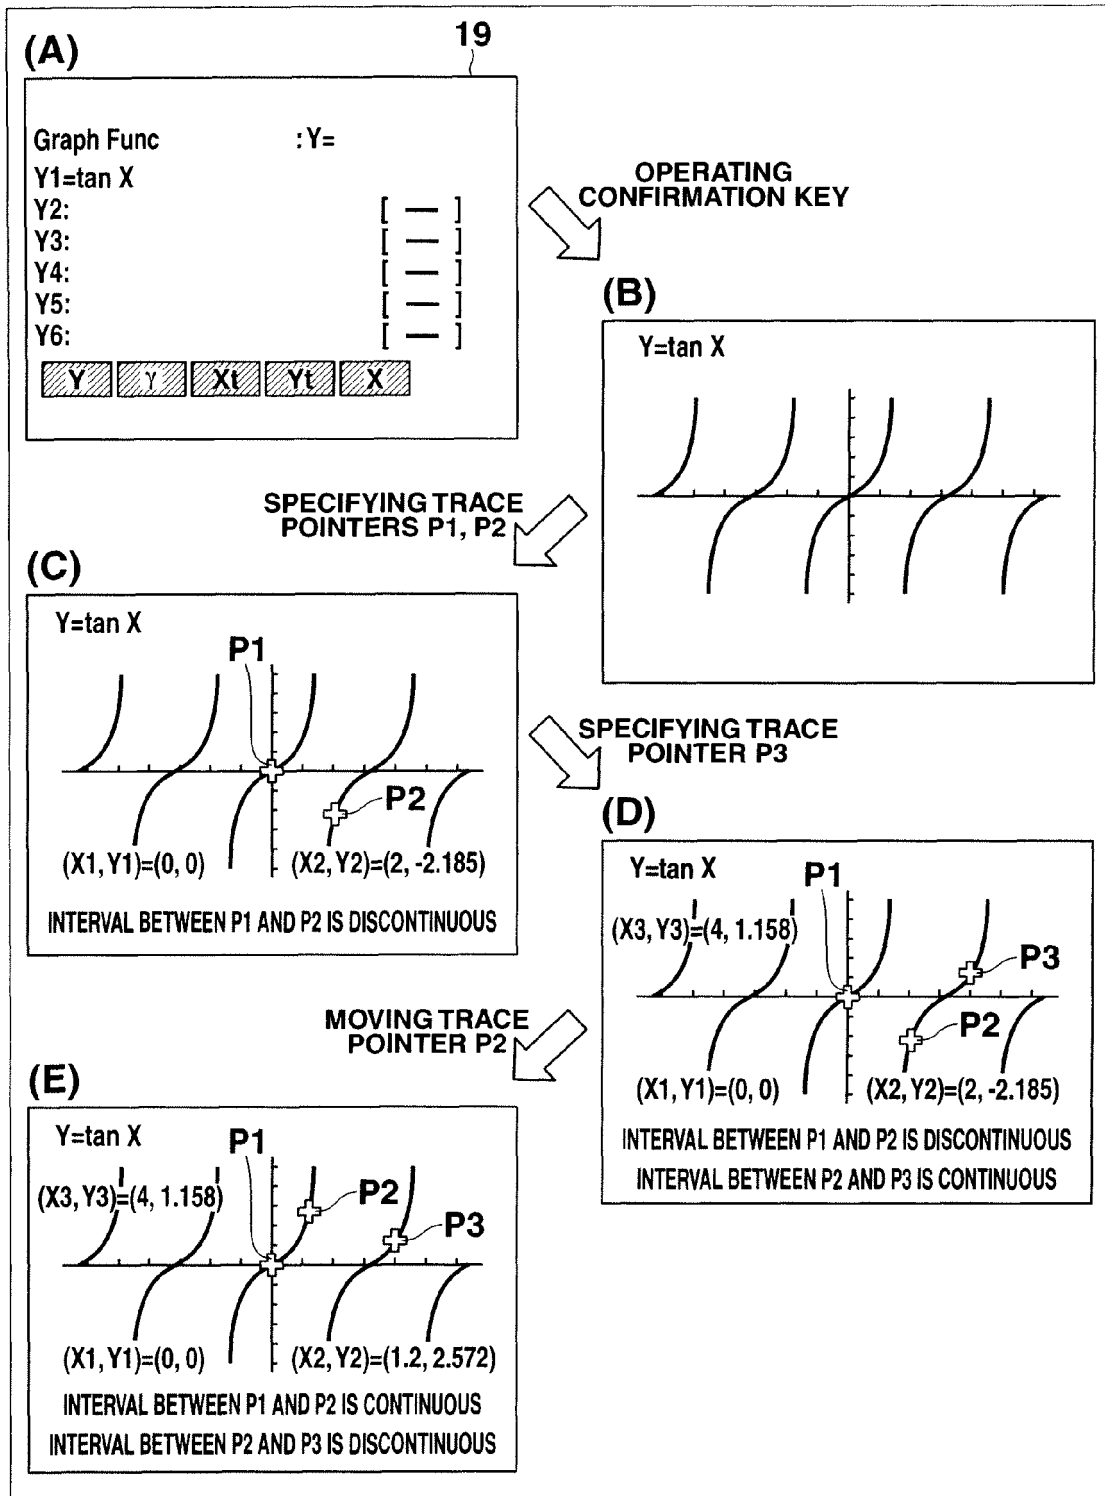 (A)
19
Graph Func :Y=
Y1=tan X
Y2: [ — ]
Y3: [ — ]
Y4: [ — ]
Y5: [ — ]
Y6: [ — ]
Y γ Xt Yt X
OPERATING
CONFIRMATION KEY
(B)
Y=tan X
SPECIFYING TRACE
POINTERS P1, P2
(C)
Y=tan X
P1
P2
(X1, Y1)=(0, 0) (X2, Y2)=(2, -2.185)
INTERVAL BETWEEN P1 AND P2 IS DISCONTINUOUS
SPECIFYING TRACE
POINTER P3
(D)
Y=tan X
P1
(X3, Y3)=(4, 1.158)
P3
P2
(X1, Y1)=(0, 0) (X2, Y2)=(2, -2.185)
INTERVAL BETWEEN P1 AND P2 IS DISCONTINUOUS
INTERVAL BETWEEN P2 AND P3 IS CONTINUOUS
MOVING TRACE
POINTER P2
(E)
Y=tan X
P1
(X3, Y3)=(4, 1.158)
P2
P3
(X1, Y1)=(0, 0) (X2, Y2)=(1.2, 2.572)
INTERVAL BETWEEN P1 AND P2 IS CONTINUOUS
INTERVAL BETWEEN P2 AND P3 IS DISCONTINUOUS